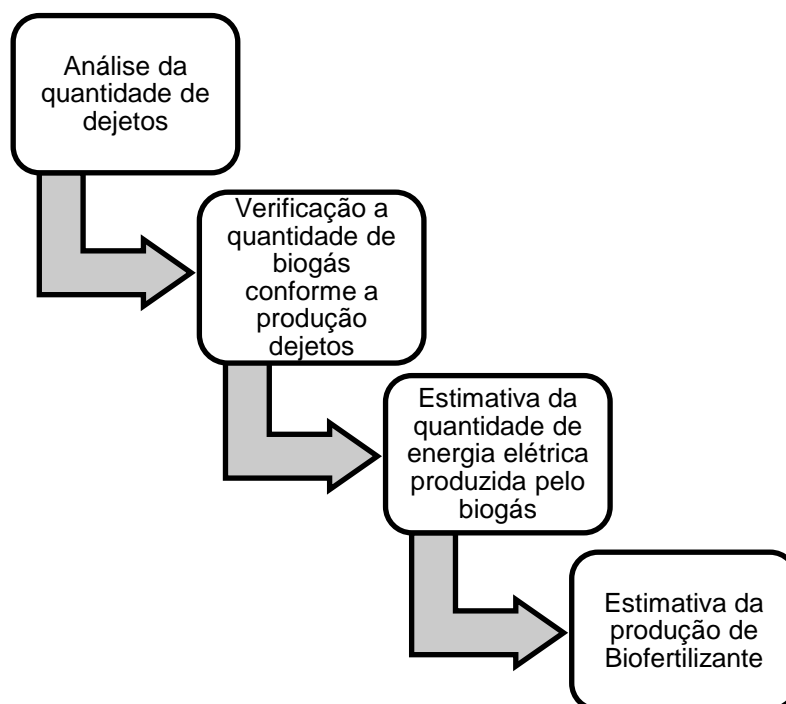 Análise da
quantidade de
dejetos
Verificação a
quantidade de
biogás
conforme a
produção
dejetos
Estimativa da
quantidade de
energia elétrica
produzida pelo
biogás
Estimativa da
produção de
Biofertilizante